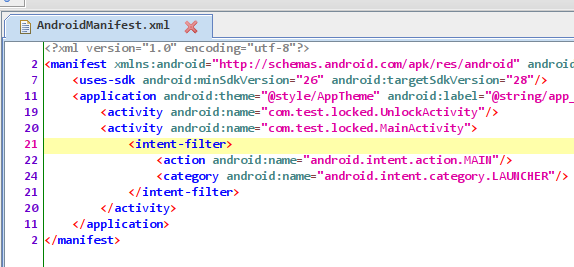 AndroidManifest.xml
<?xml version="1.0" encoding="utf-8"?>
2 <manifest xmlns:android="http://schemas.android.com/apk/res/android" android
7 <uses-sdk android:minSdkVersion="26" android:targetSdkVersion="28"/>
11 <application android:theme="@style/AppTheme" android:label="@string/app_
19 <activity android:name="com.test.locked.UnlockActivity"/>
20 <activity android:name="com.test.locked.MainActivity">
21 <intent-filter>
22 <action android:name="android.intent.action.MAIN"/>
24 <category android:name="android.intent.category.LAUNCHER"/>
21 </intent-filter>
20 </activity>
11 </application>
2 </manifest>